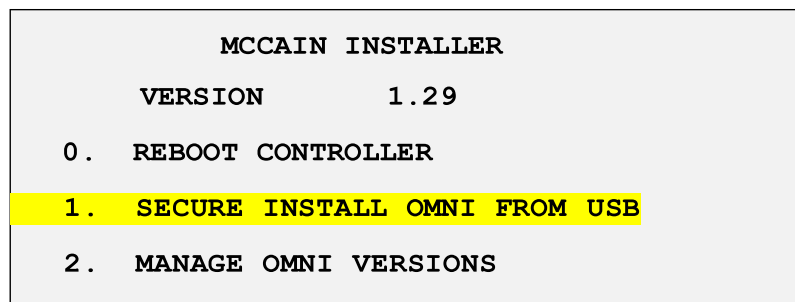 MCCAIN INSTALLER
VERSION 1.29
0. REBOOT CONTROLLER
1. SECURE INSTALL OMNI FROM USB
2. MANAGE OMNI VERSIONS